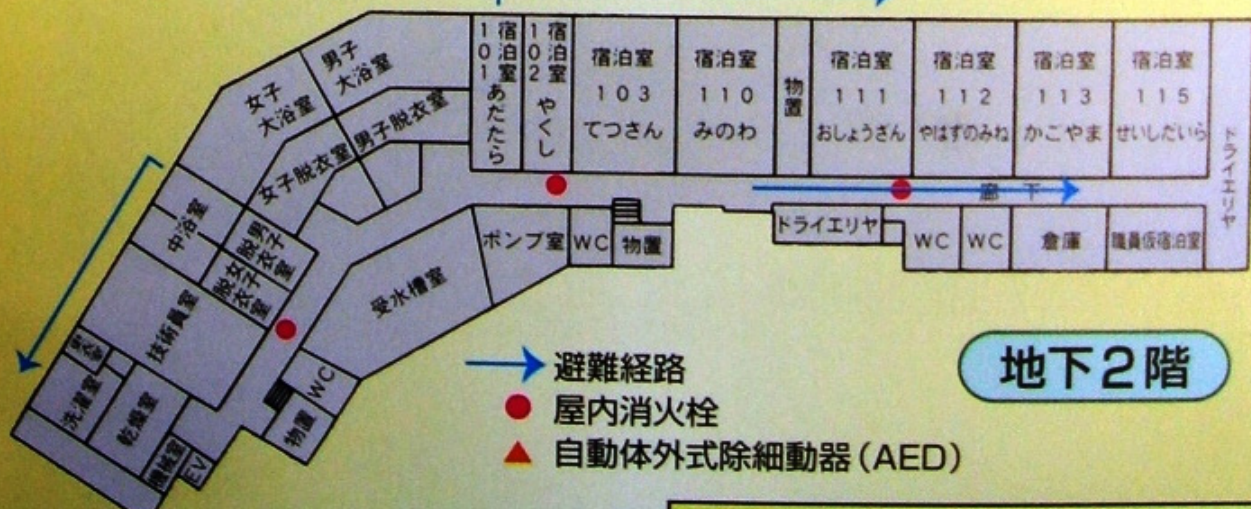 宿泊室
101
あだたら
宿泊室
102
やくし
宿泊室
103
てつさん
宿泊室
110
みのわ
物置
宿泊室
111
おしょうざん
宿泊室
112
やはずのみね
宿泊室
113
かごやま
宿泊室
115
せいしだいら
ドライエリヤ
男子
大浴室
女子
大浴室
男子脱衣室
女子脱衣室
廊下
中浴室
男子
脱衣室
女子
脱衣室
ポンプ室
WC
物置
ドライエリヤ
WC
WC
倉庫
職員仮宿泊室
受水槽室
技術員室
洗濯室
乾燥室
機械室
EV
WC
物置
避難経路
屋内消火栓
自動体外式除細動器(AED)
地下2階